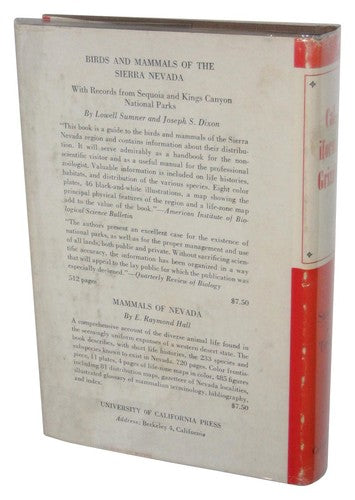 BIRDS AND MAMMALS OF THE
SIERRA NEVADA
With Records from Sequoia and Kings Canyon
National Parks
By Lowell Sumner and Joseph S. Dixon
"This book is a guide to the birds and mammals of the Sierra
Nevada region and contains information about their distribu-
tion. It will serve admirably as a handbook for the non-
scientific visitor and as a useful manual for the professional
zoologist. Valuable information is included on life histories,
habitats, and distribution of the various species. Eight color
plates, 46 black-and-white illustrations, a map showing the
principal physical features of the region and a life-zone map
add to the value of the book."—American Institute of Bio-
logical Science Bulletin
"The authors present an excellent case for the existence of
national parks, as well as for the proper management and use
of all lands, both public and private. Without sacrificing scien-
tific accuracy, the information has been organized in a way
that will appeal to the lay public for which the publication was
especially designed."—Quarterly Review of Biology
512 pages $7.50
MAMMALS OF NEVADA
By E. Raymond Hall
A comprehensive account of the diverse animal life found in
the seemingly uniform expanses of a western desert state. The
book describes, with short life histories, the 233 species and
subspecies known to exist in Nevada. 720 pages. Color frontis-
piece, 11 plates, 4 pages of life-zone maps in color, 485 figures
including 81 distribution maps, gazetteer of Nevada localities,
illustrated glossary of mammalian terminology, bibliography,
and index. $7.50
UNIVERSITY OF CALIFORNIA PRESS
Address: Berkeley 4, California